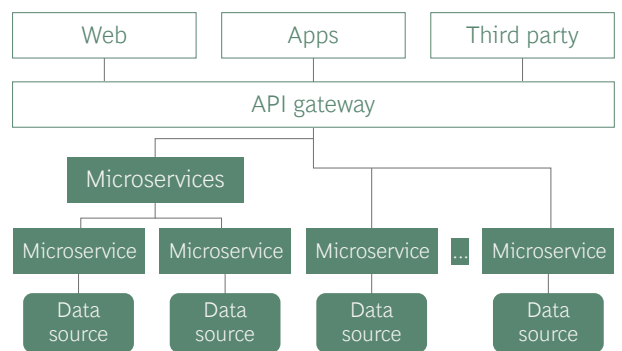 Web
Apps
Third party
API gateway
Microservices
Microservice
Microservice
Microservice
...
Microservice
Data
source
Data
source
Data
source
Data
source